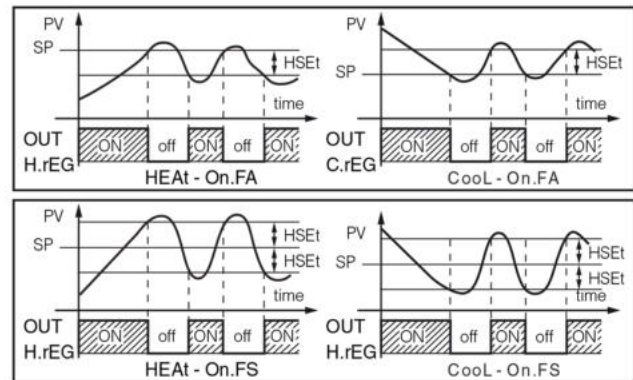 PV
SP
HSEt
time
OUT ON off ON off ON
H.rEG
HEAt - On.FA
PV
SP
HSEt
time
OUT ON off ON off ON
C.rEG
CooL - On.FA
PV
SP
HSEt
HSEt
time
OUT ON off ON off ON
H.rEG
HEAt - On.FS
PV
SP
HSEt
HSEt
time
OUT ON off ON off ON
H.rEG
CooL - On.FS